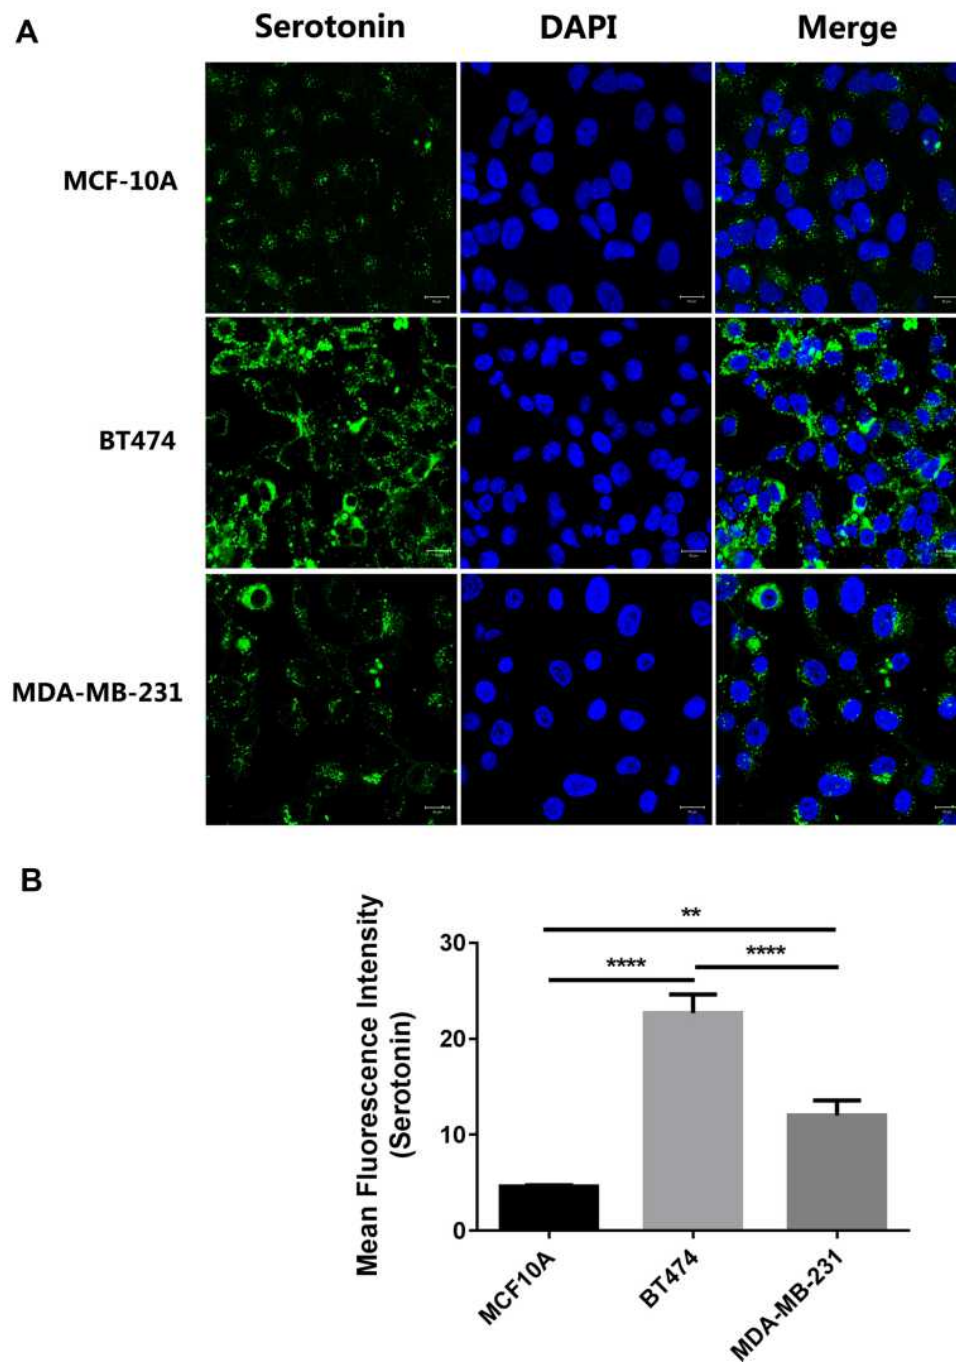 A
Serotonin DAPI Merge
MCF-10A
BT474
MDA-MB-231
B
Mean Fluorescence Intensity
(Serotonin)
**
****
****
30
20
10
0
MCF10A
BT474
MDA-MB-231